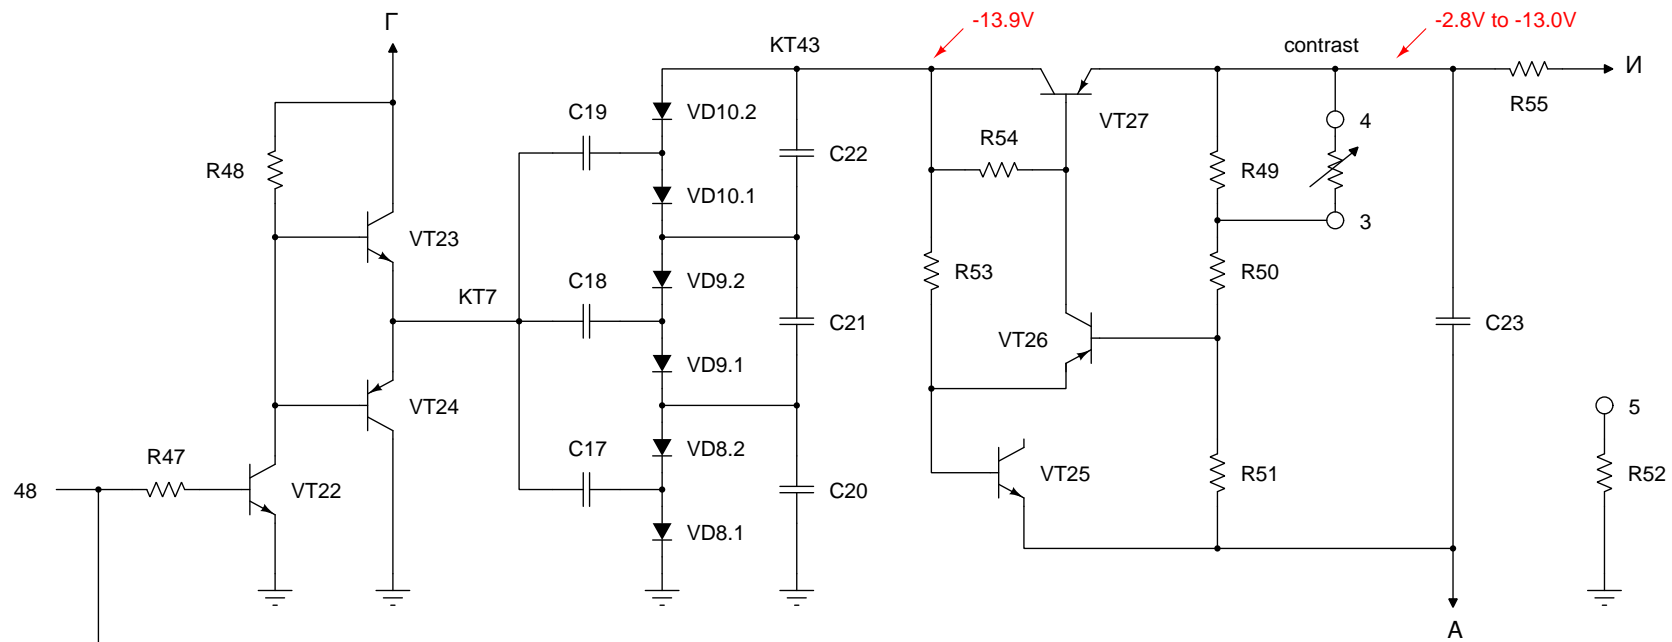 -13.9V
-2.8V to -13.0V
Г
КТ43
contrast
И
R55
C19
VD10.2
VT27
4
R54
R48
C22
R49
VD10.1
3
VT23
R53
R50
C18
VD9.2
КТ7
C21
VT26
C23
VD9.1
VT24
5
C17
VD8.2
R47
VT25
R51
R52
48
VT22
C20
VD8.1
А